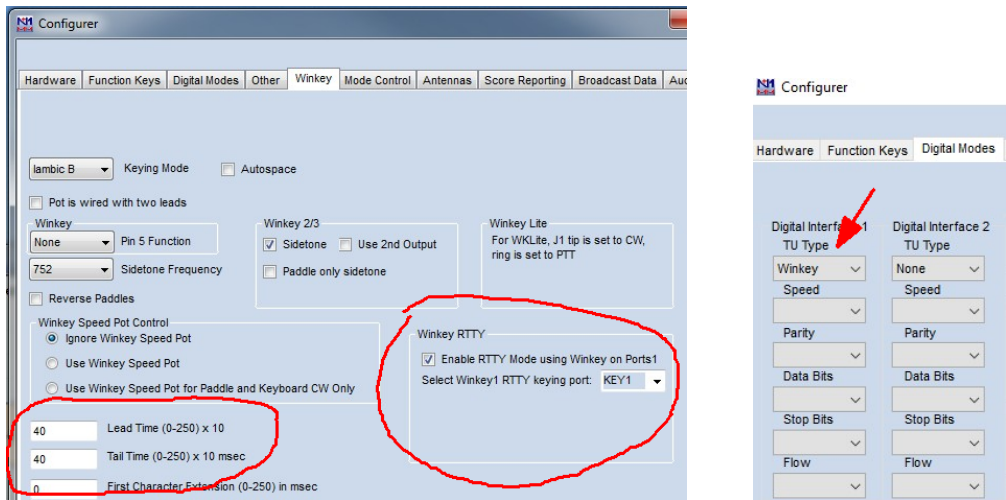 Configurer
Hardware Function Keys Digital Modes Other Winkey Mode Control Antennas Score Reporting Broadcast Data
Iambic B Keying Mode Autospace
Pot is wired with two leads
Winkey
None Pin 5 Function
752 Sidetone Frequency
Winkey 2/3
Sidetone Use 2nd Output
Paddle only sidetone
Winkey Lite
For WKLite, J1 tip is set to CW,
ring is set to PTT
Reverse Paddles
Winkey Speed Pot Control
Ignore Winkey Speed Pot
Use Winkey Speed Pot
Use Winkey Speed Pot for Paddle and Keyboard CW Only
Winkey RTTY
Enable RTTY Mode using Winkey on Ports1
Select Winkey1 RTTY keying port: KEY1
40 Lead Time (0-250) x 10
40 Tail Time (0-250) x 10 msec
0 First Character Extension (0-250) in msec
Configurer
Hardware Function Keys Digital Modes
Digital Interface 1 Digital Interface 2
TU Type TU Type
Winkey None
Speed Speed
Parity Parity
Data Bits Data Bits
Stop Bits Stop Bits
Flow Flow